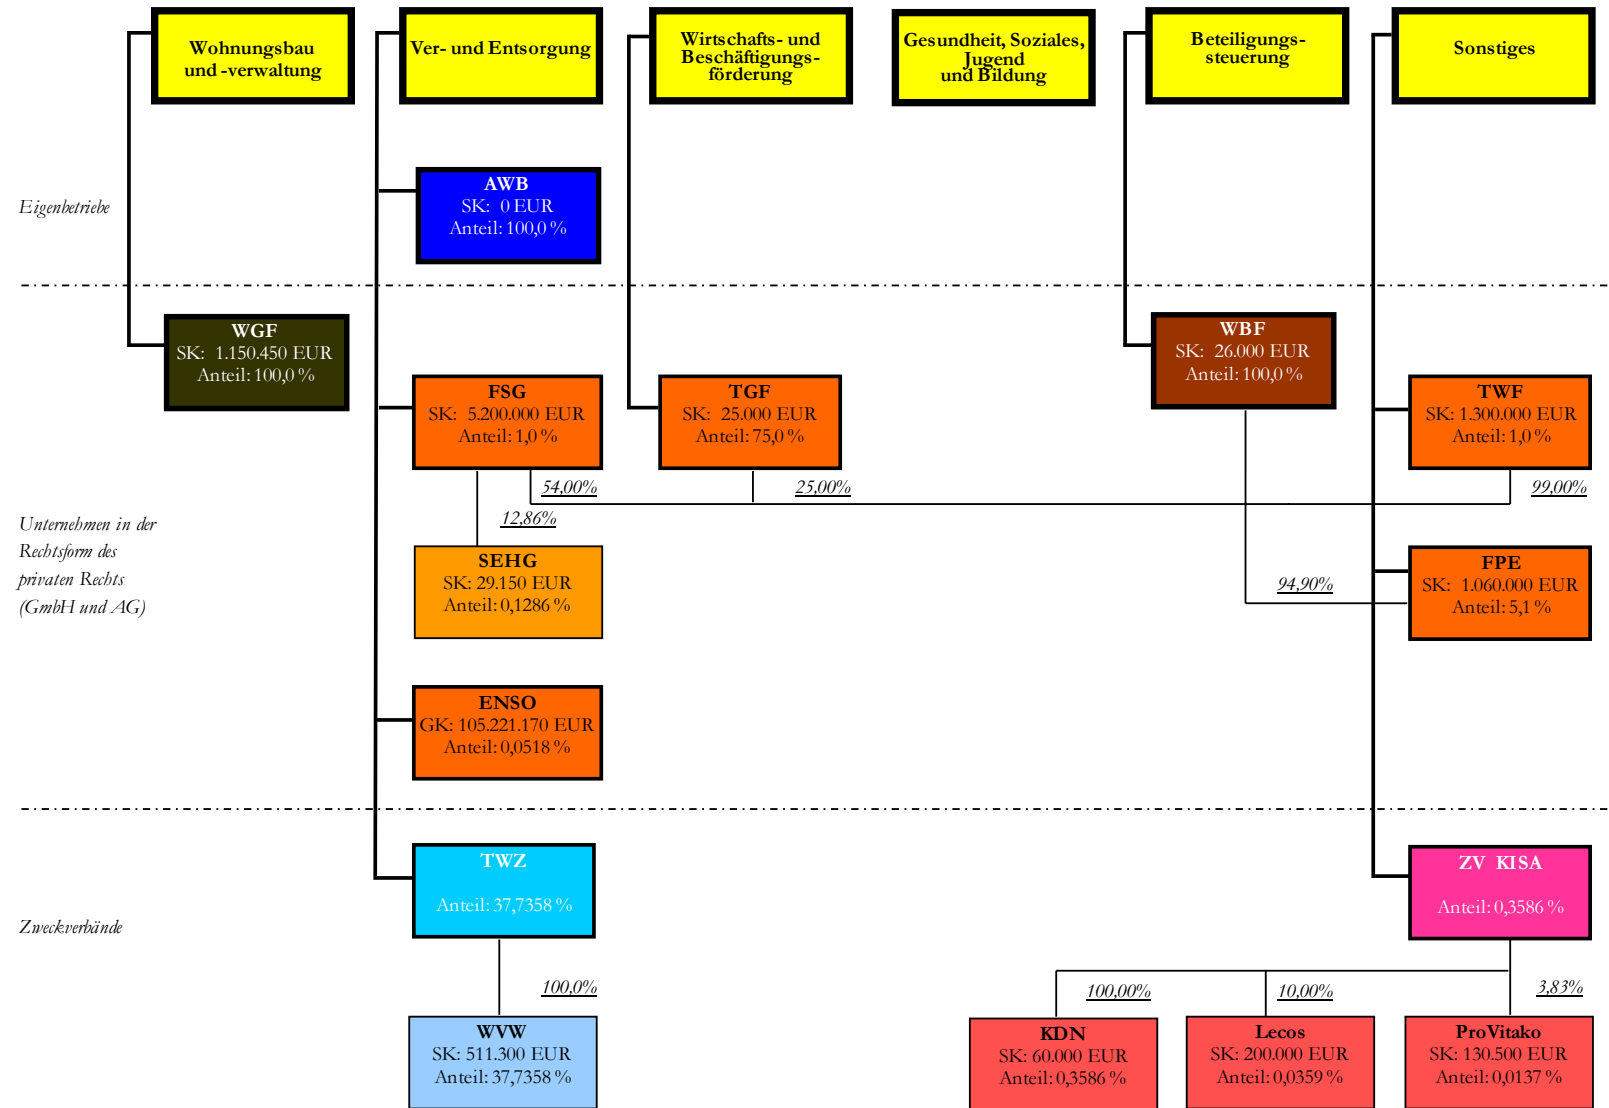 Wohnungsbau
und -verwaltung
Ver- und Entsorgung
Wirtschafts- und
Beschäftigungs-
förderung
Gesundheit, Soziales,
Jugend
und Bildung
Beteiligungs-
steuerung
Sonstiges
Eigenbetriebe
AWB
SK: 0 EUR
Anteil: 100,0 %
WGF
SK: 1.150.450 EUR
Anteil: 100,0 %
WBF
SK: 26.000 EUR
Anteil: 100,0 %
FSG
SK: 5.200.000 EUR
Anteil: 1,0 %
TGF
SK: 25.000 EUR
Anteil: 75,0 %
TWF
SK: 1.300.000 EUR
Anteil: 1,0 %
54,00%
25,00%
99,00%
12,86%
Unternehmen in der
Rechtsform des
privaten Rechts
(GmbH und AG)
SEHG
SK: 29.150 EUR
Anteil: 0,1286 %
94,90%
FPE
SK: 1.060.000 EUR
Anteil: 5,1 %
ENSO
GK: 105.221.170 EUR
Anteil: 0,0518 %
Zweckverbände
TWZ
Anteil: 37,7358 %
ZV KISA
Anteil: 0,3586 %
100,0%
100,00%
10,00%
3,83%
WVW
SK: 511.300 EUR
Anteil: 37,7358 %
KDN
SK: 60.000 EUR
Anteil: 0,3586 %
Lecos
SK: 200.000 EUR
Anteil: 0,0359 %
ProVitako
SK: 130.500 EUR
Anteil: 0,0137 %